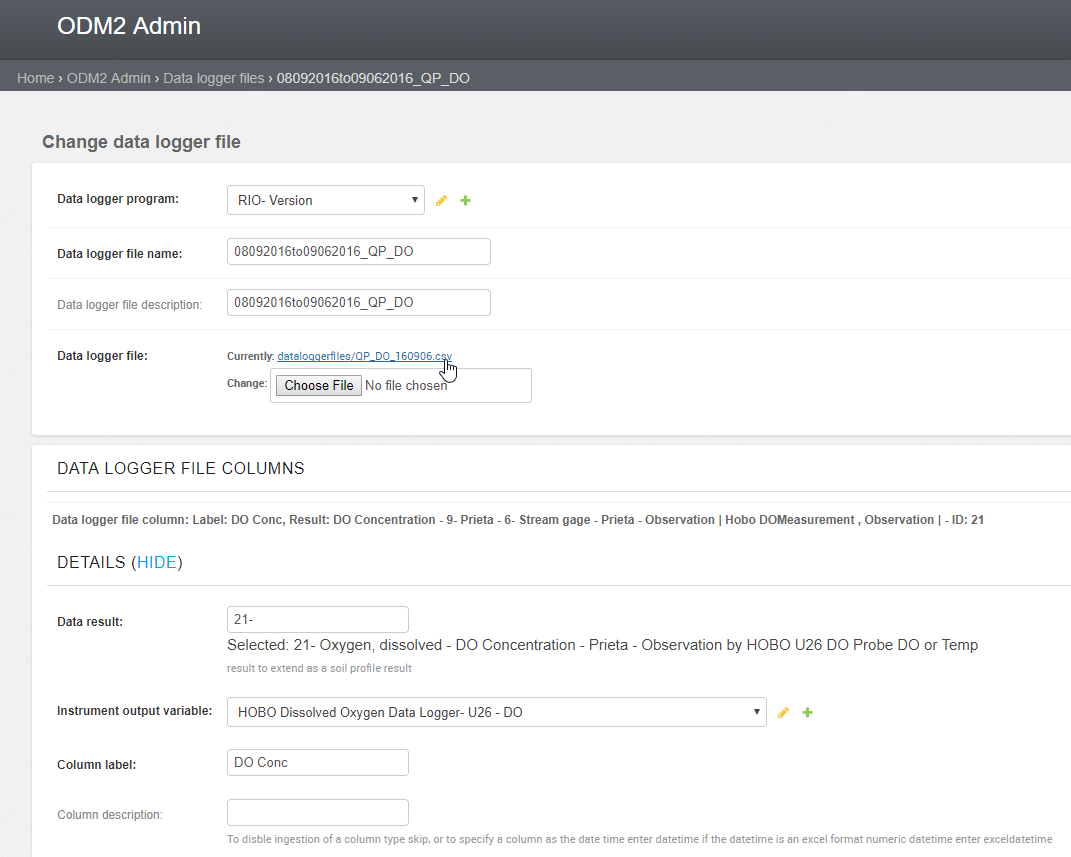 ODM2 Admin
Home › ODM2 Admin › Data logger files › 08092016to09062016_QP_DO
Change data logger file
Data logger program: RIO- Version
Data logger file name: 08092016to09062016_QP_DO
Data logger file description: 08092016to09062016_QP_DO
Data logger file: Currently: dataloggerfiles/QP_DO_160906.csv
Change: Choose File No file chosen
DATA LOGGER FILE COLUMNS
Data logger file column: Label: DO Conc, Result: DO Concentration - 9- Prieta - 6- Stream gage - Prieta - Observation | Hobo DOMeasurement , Observation | - ID: 21
DETAILS (HIDE)
Data result: 21-
Selected: 21- Oxygen, dissolved - DO Concentration - Prieta - Observation by HOBO U26 DO Probe DO or Temp
result to extend as a soil profile result
Instrument output variable: HOBO Dissolved Oxygen Data Logger- U26 - DO
Column label: DO Conc
Column description:
To disble ingestion of a column type skip, or to specify a column as the date time enter datetime if the datetime is an excel format numeric datetime enter exceldatetime